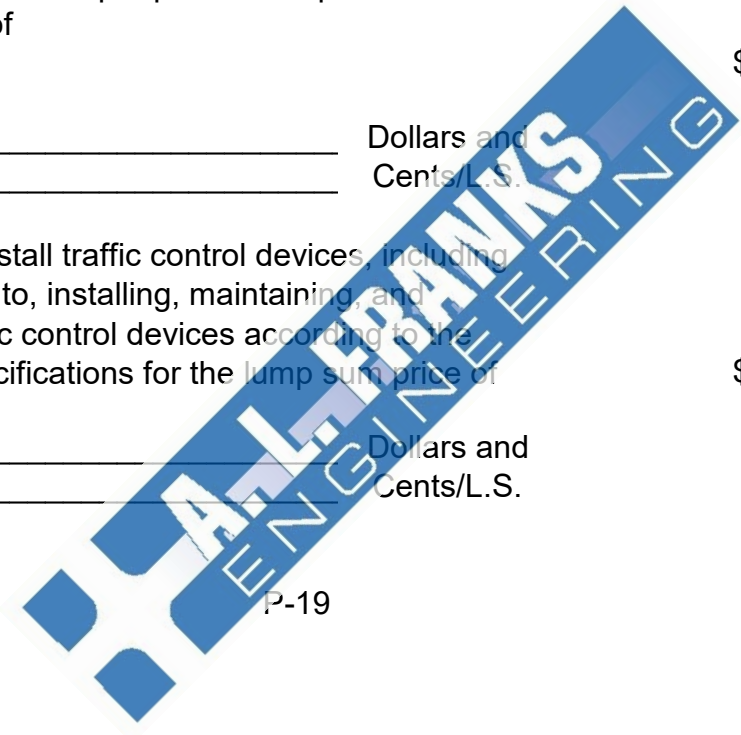 of
$
Dollars and
Cents/L.S.
stall traffic control devices, including
to, installing, maintaining, and
c control devices according to the
cifications for the lump sum price of
$
Dollars and
Cents/L.S.
A. L. FRANKS
ENGINEERING
P-19